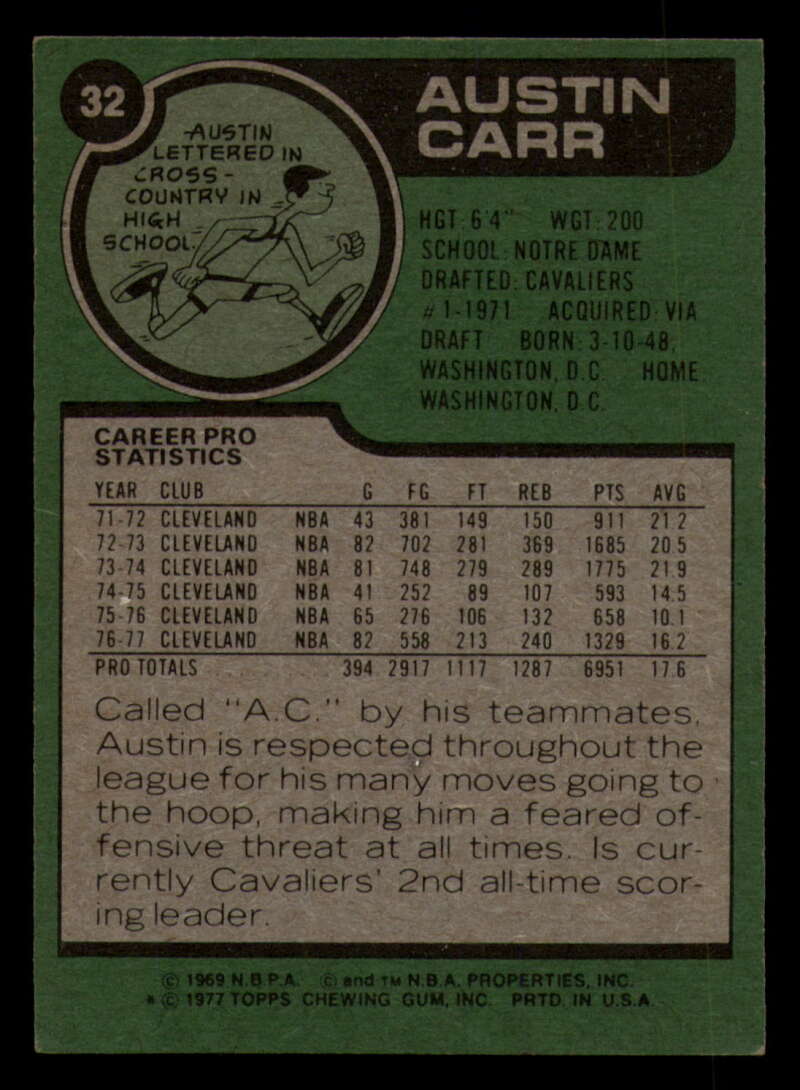 32
AUSTIN
CARR
-AUSTIN
LETTERED IN
CROSS-
COUNTRY IN
HIGH
SCHOOL.
HGT: 6'4" WGT: 200
SCHOOL: NOTRE DAME
DRAFTED: CAVALIERS
#1-1971 ACQUIRED: VIA
DRAFT BORN: 3-10-48,
WASHINGTON, D.C. HOME:
WASHINGTON, D.C.
CAREER PRO
STATISTICS
YEAR CLUB G FG FT REB PTS AVG
71-72 CLEVELAND NBA 43 381 149 150 911 21.2
72-73 CLEVELAND NBA 82 702 281 369 1685 20.5
73-74 CLEVELAND NBA 81 748 279 289 1775 21.9
74-75 CLEVELAND NBA 41 252 89 107 593 14.5
75-76 CLEVELAND NBA 65 276 106 132 658 10.1
76-77 CLEVELAND NBA 82 558 213 240 1329 16.2
PRO TOTALS 394 2917 1117 1287 6951 17.6
Called "A.C." by his teammates,
Austin is respected throughout the
league for his many moves going to
the hoop, making him a feared of-
fensive threat at all times. Is cur-
rently Cavaliers' 2nd all-time scor-
ing leader.
© 1969 N.B.P.A. © and TM N.B.A. PROPERTIES, INC.
* © 1977 TOPPS CHEWING GUM, INC. PRTD. IN U.S.A.